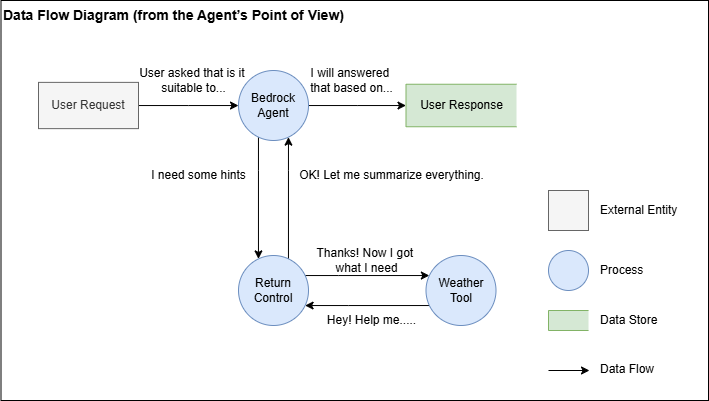 Data Flow Diagram (from the Agent's Point of View)
User asked that is it
suitable to...
I will answered
that based on...
User Request
Bedrock
Agent
User Response
I need some hints
OK! Let me summarize everything.
External Entity
Thanks! Now I got
what I need
Process
Return
Control
Weather
Tool
Hey! Help me.....
Data Store
Data Flow